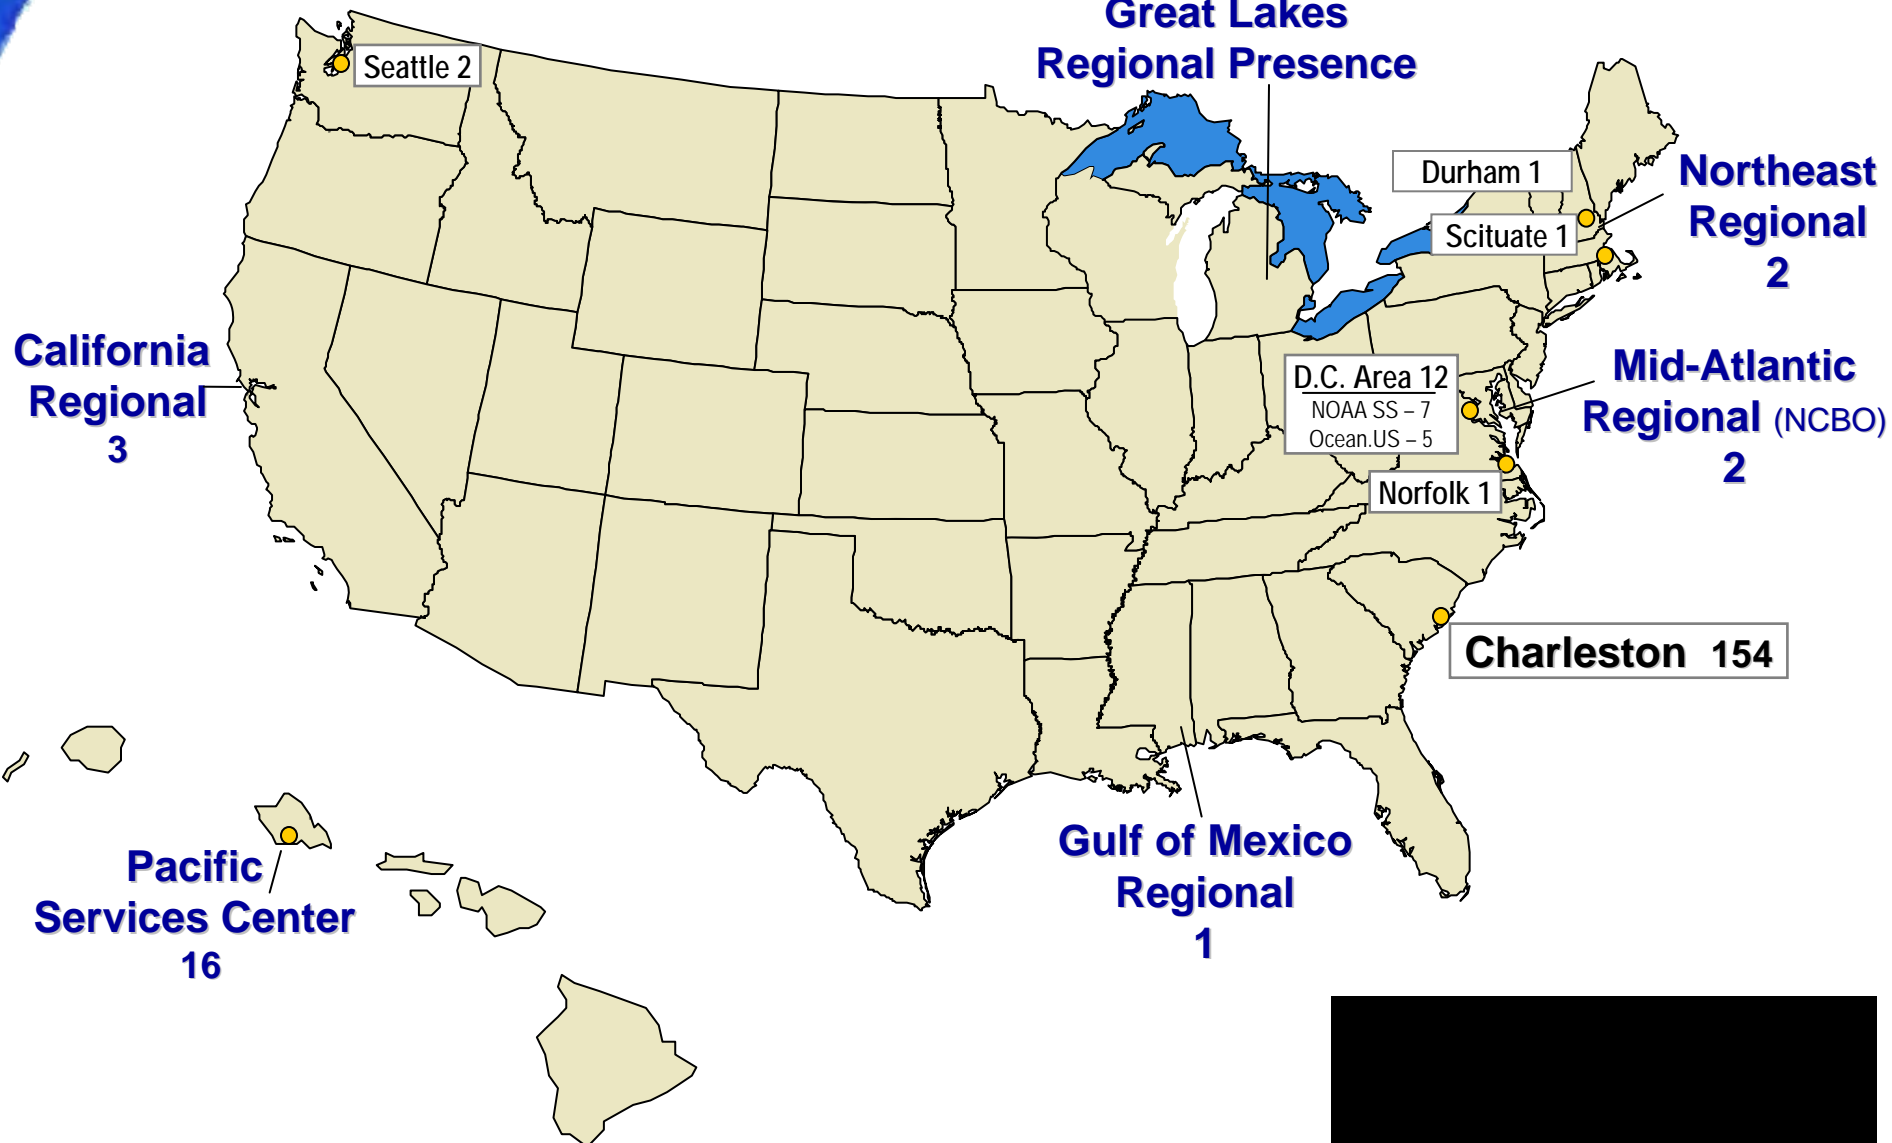 Great Lakes
Regional Presence
Seattle 2
Durham 1
Scituate 1
Northeast
Regional
2
California
Regional
3
D.C. Area 12
NOAA SS – 7
Ocean.US – 5
Mid-Atlantic
Regional (NCBO)
2
Norfolk 1
Charleston 154
Pacific
Services Center
16
Gulf of Mexico
Regional
1